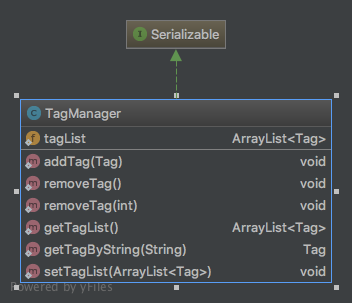 I Serializable
C TagManager
f tagList ArrayList<Tag>
m addTag(Tag) void
m removeTag() void
m removeTag(int) void
m getTagList() ArrayList<Tag>
m getTagByString(String) Tag
m setTagList(ArrayList<Tag>) void
Powered by yFiles